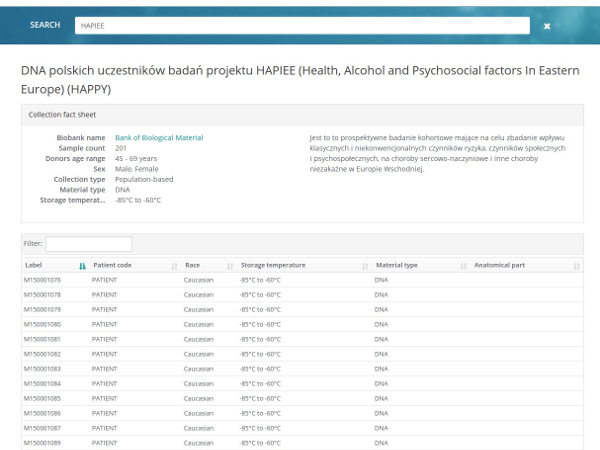 SEARCH HAPIEE ✖
DNA polskich uczestników badań projektu HAPIEE (Health, Alcohol and Psychosocial factors In Eastern
Europe) (HAPPY)
Collection fact sheet
Biobank name Bank of Biological Material
Sample count 201
Donors age range 45 - 69 years
Sex Male, Female
Collection type Population-based
Material type DNA
Storage temperat... -85°C to -60°C
Jest to to prospektywne badanie kohortowe mające na celu zbadanie wpływu
klasycznych i niekonwencjonalnych czynników ryzyka, czynników społecznych
i psychospołecznych, na choroby sercowo-naczyniowe i inne choroby
niezakaźne w Europie Wschodniej.
Filter:
Label Patient code Race Storage temperature Material type Anatomical part
M150001076 PATIENT Caucasian -85°C to -60°C DNA
M150001078 PATIENT Caucasian -85°C to -60°C DNA
M150001079 PATIENT Caucasian -85°C to -60°C DNA
M150001080 PATIENT Caucasian -85°C to -60°C DNA
M150001081 PATIENT Caucasian -85°C to -60°C DNA
M150001082 PATIENT Caucasian -85°C to -60°C DNA
M150001083 PATIENT Caucasian -85°C to -60°C DNA
M150001084 PATIENT Caucasian -85°C to -60°C DNA
M150001085 PATIENT Caucasian -85°C to -60°C DNA
M150001086 PATIENT Caucasian -85°C to -60°C DNA
M150001087 PATIENT Caucasian -85°C to -60°C DNA
M150001089 PATIENT Caucasian -85°C to -60°C DNA